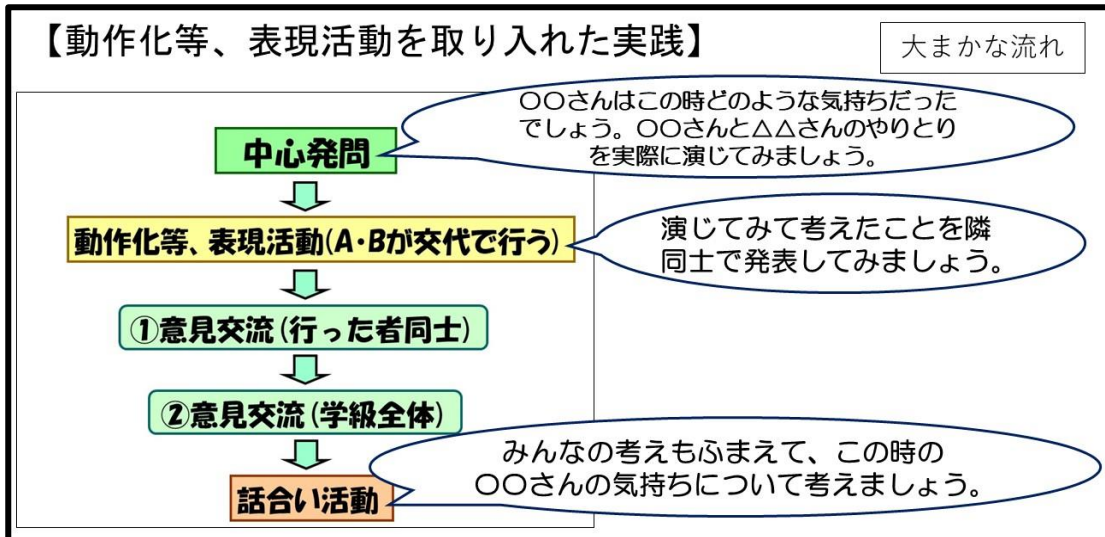 【動作化等、表現活動を取り入れた実践】
大まかな流れ
〇〇さんはこの時どのような気持ちだった
でしょう。〇〇さんと△△さんのやりとり
を実際に演じてみましょう。
中心発問
動作化等、表現活動(A・Bが交代で行う)
演じてみて考えたことを隣
同士で発表してみましょう。
①意見交流(行った者同士)
②意見交流(学級全体)
みんなの考えもふまえて、この時の
〇〇さんの気持ちについて考えましょう。
話合い活動